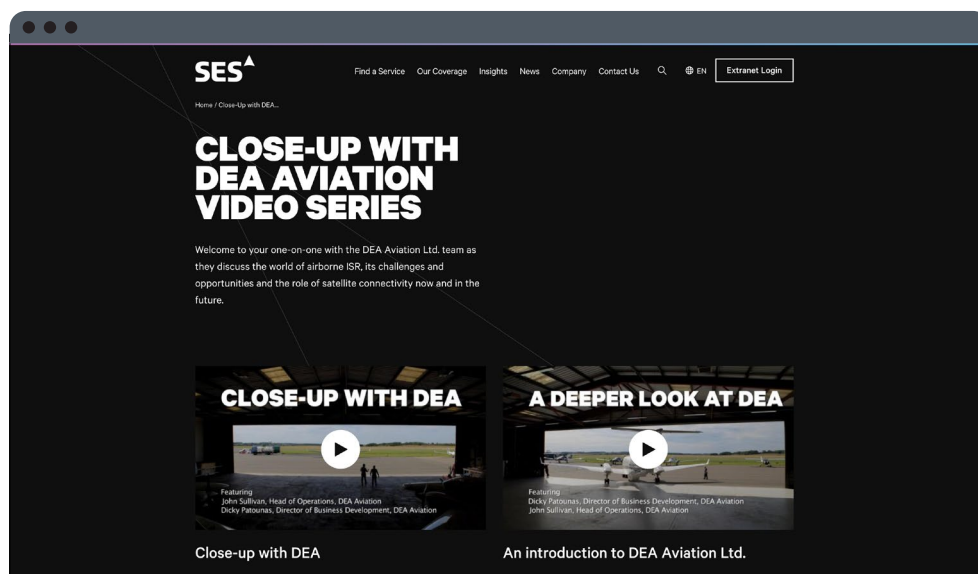 SES
Find a Service Our Coverage Insights News Company Contact Us EN Extranet Login
Home / Close-Up with DEA...
CLOSE-UP WITH
DEA AVIATION
VIDEO SERIES
Welcome to your one-on-one with the DEA Aviation Ltd. team as
they discuss the world of airborne ISR, its challenges and
opportunities and the role of satellite connectivity now and in the
future.
CLOSE-UP WITH DEA
Featuring
John Sullivan, Head of Operations, DEA Aviation
Dicky Patounas, Director of Business Development, DEA Aviation
Close-up with DEA
A DEEPER LOOK AT DEA
Featuring
Dicky Patounas, Director of Business Development, DEA Aviation
John Sullivan, Head of Operations, DEA Aviation
An introduction to DEA Aviation Ltd.